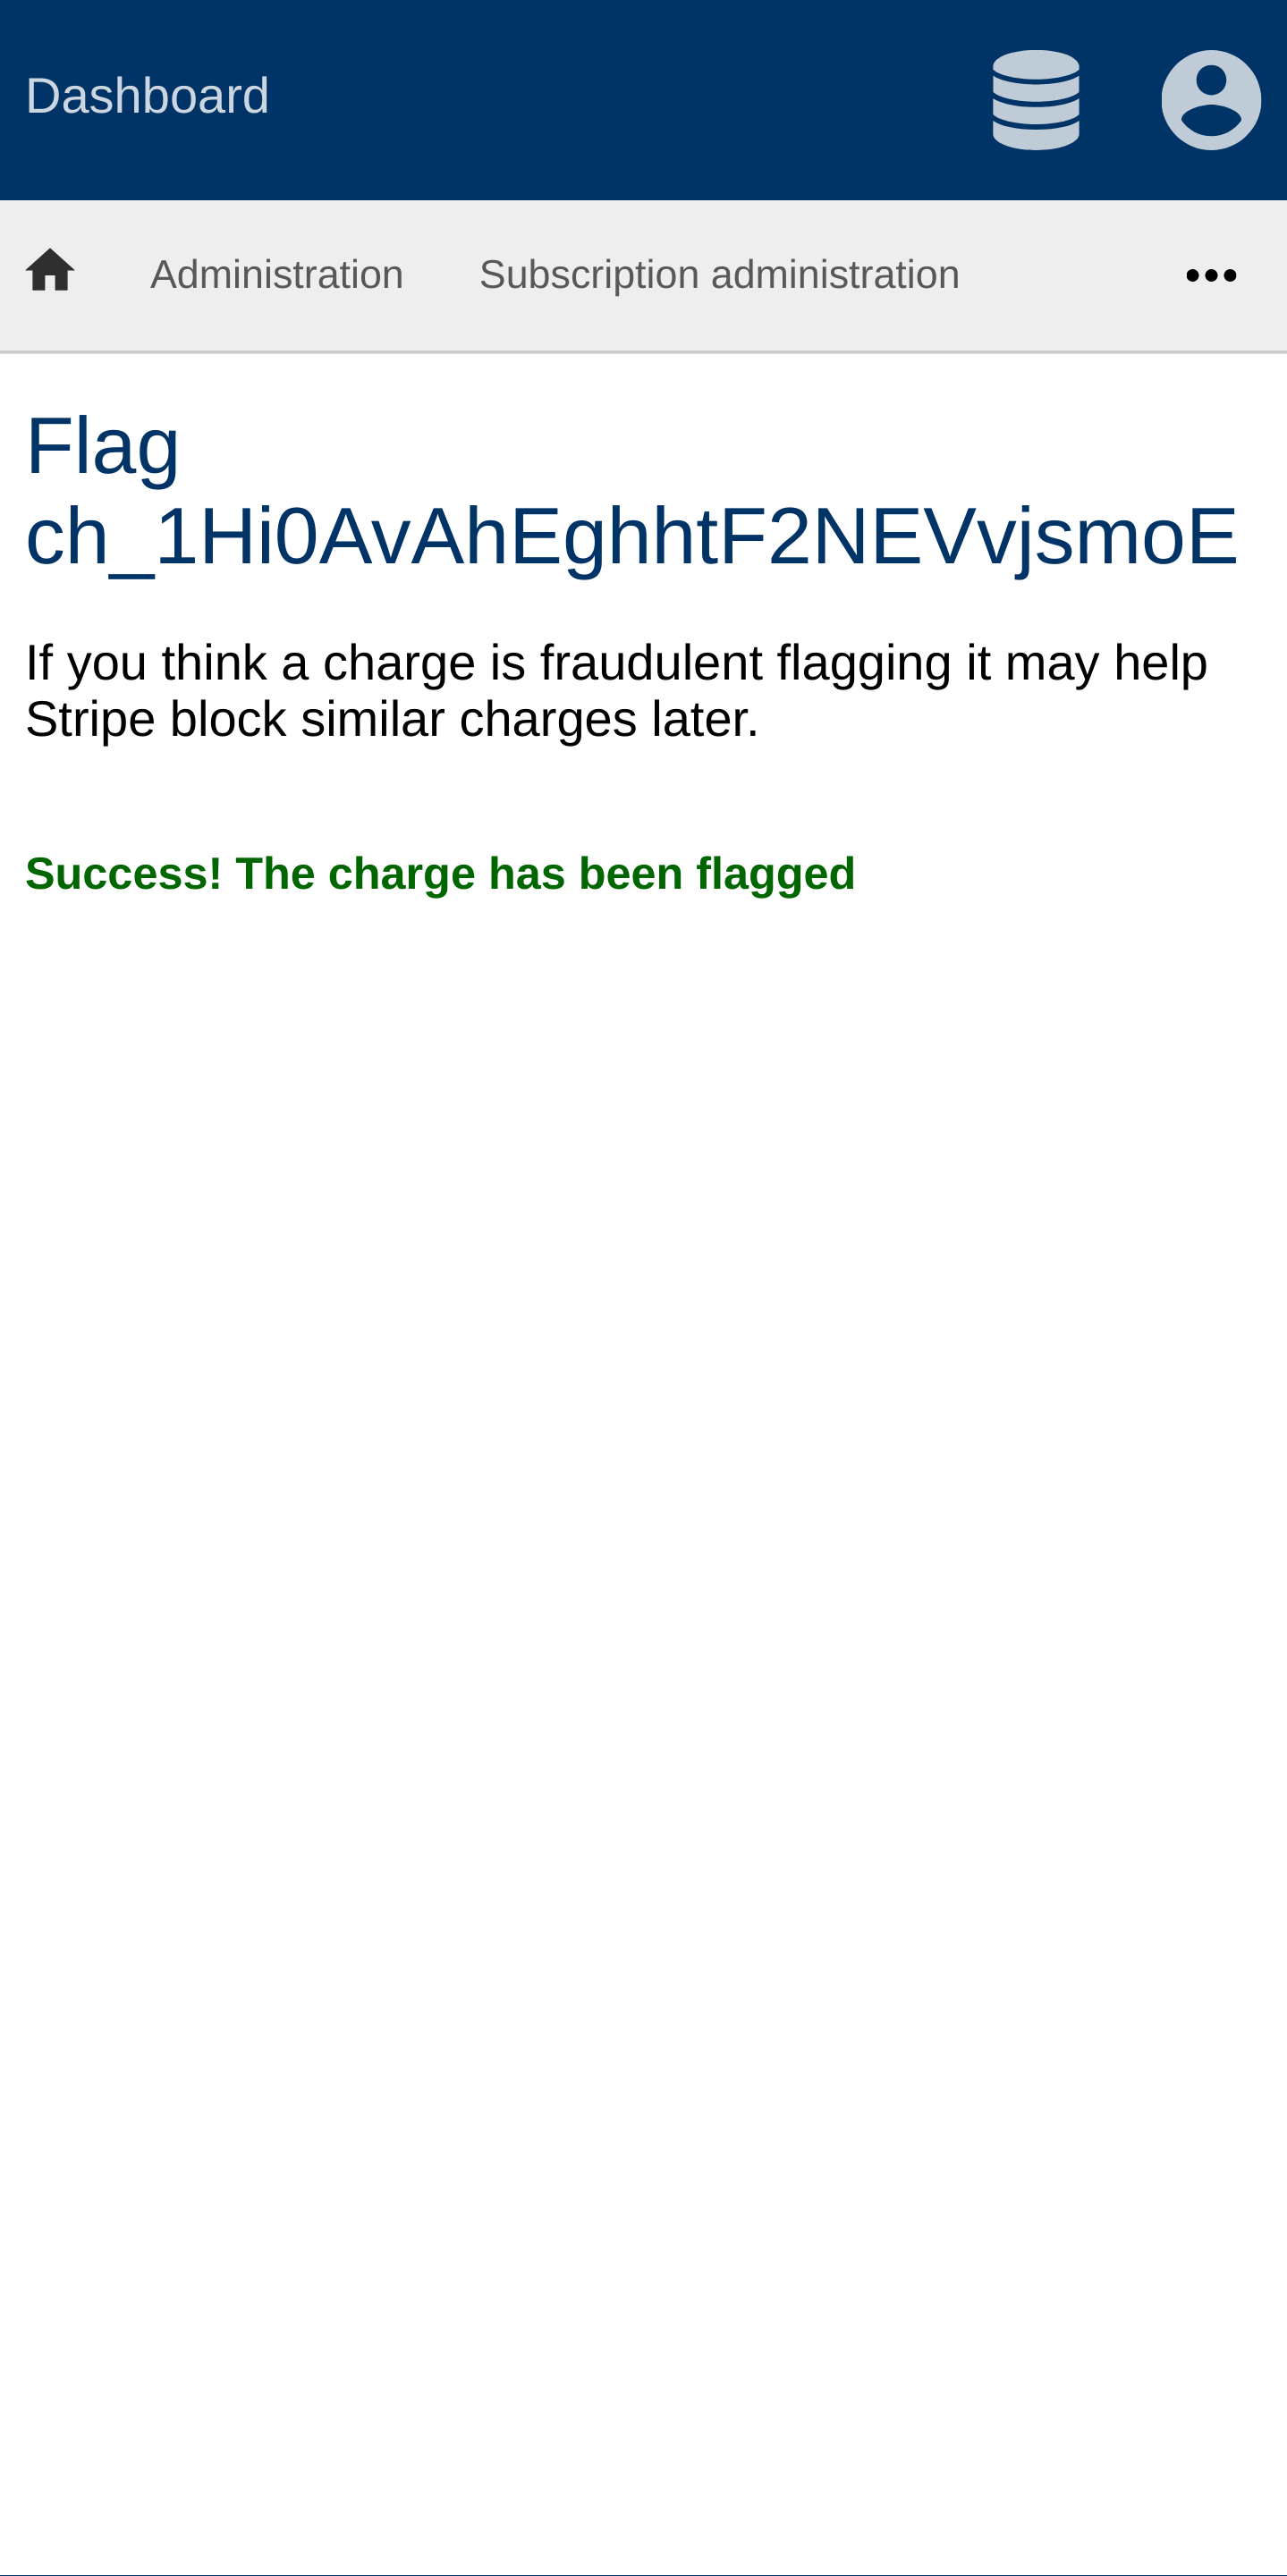 Dashboard
Administration Subscription administration
Flag
ch_1Hi0AvAhEghhtF2NEVvjsmoE
If you think a charge is fraudulent flagging it may help
Stripe block similar charges later.
Success! The charge has been flagged